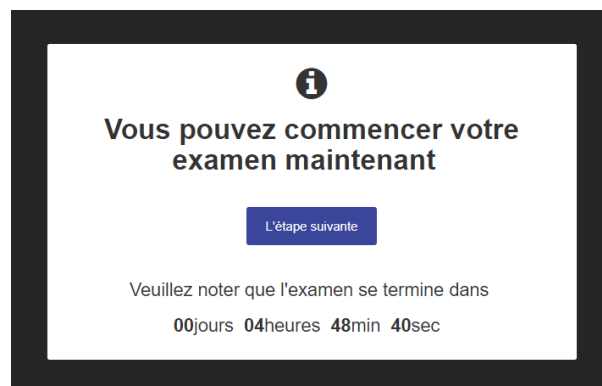 Vous pouvez commencer votre
examen maintenant
L'étape suivante
Veuillez noter que l'examen se termine dans
00jours 04heures 48min 40sec